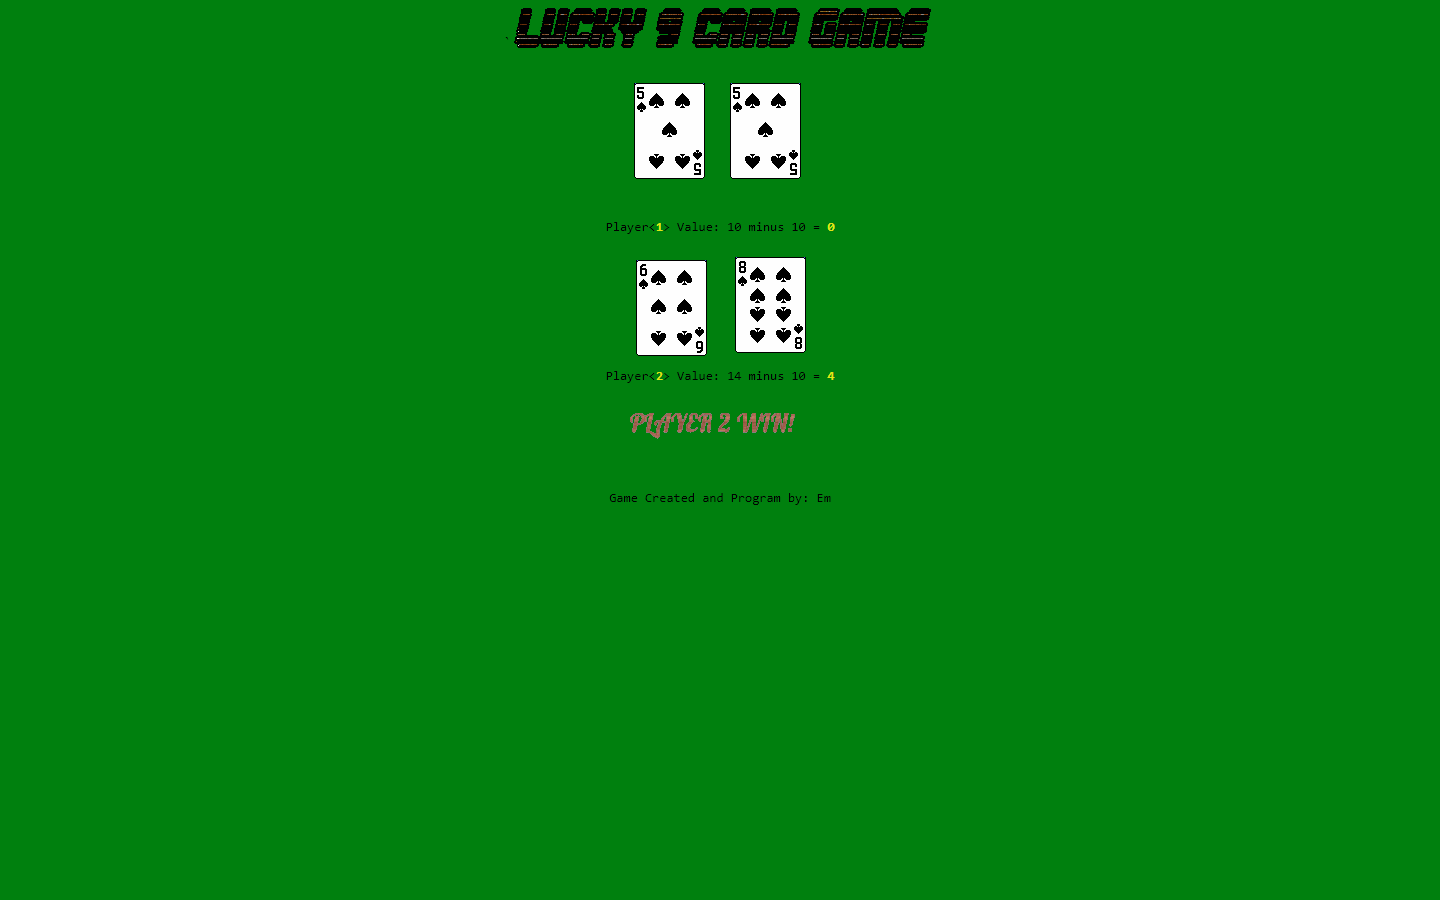 LUCKY 9 CARD GAME
5 5
5 5
Player<1> Value: 10 minus 10 = 0
6 8
6 8
Player<2> Value: 14 minus 10 = 4
PLAYER 2 WIN!
Game Created and Program by: Em